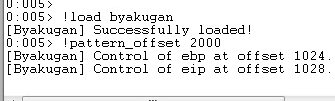 0:005>
0:005> !load byakugan
[Byakugan] Successfully loaded!
0:005> !pattern_offset 2000
[Byakugan] Control of ebp at offset 1024.
[Byakugan] Control of eip at offset 1028.